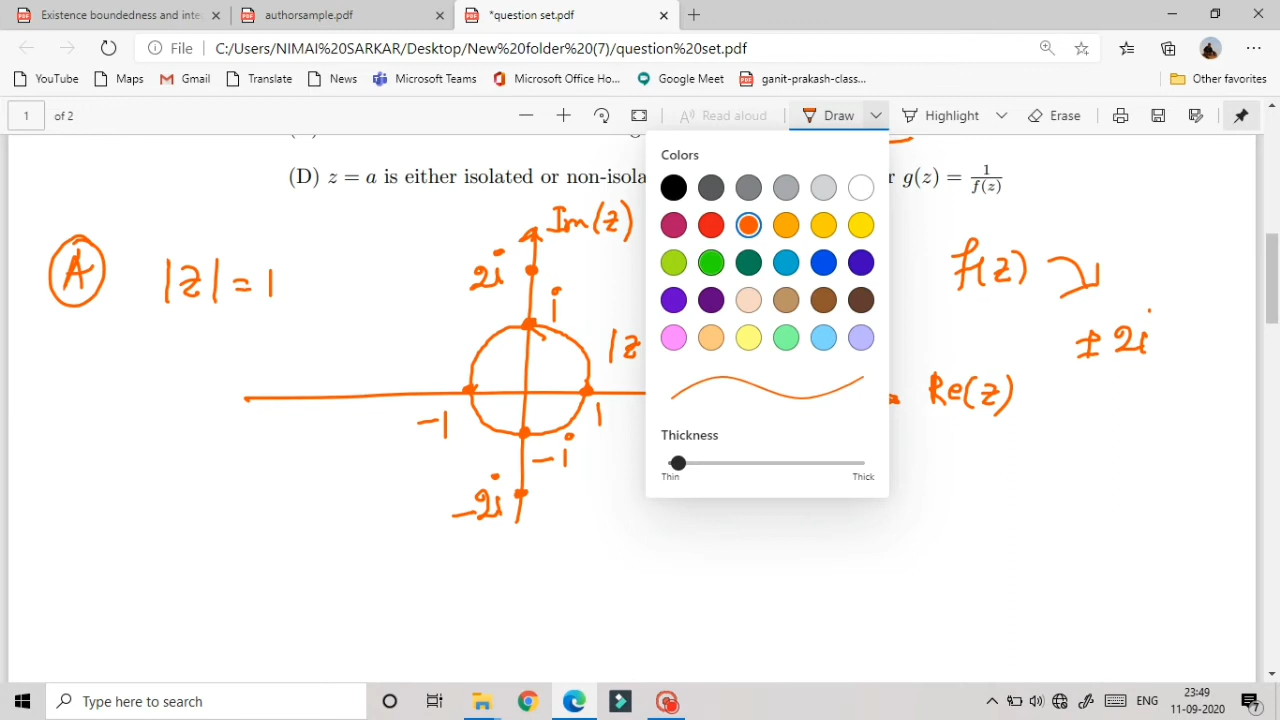 Existence boundedness and inte
authorsample.pdf
*question set.pdf
File C:/Users/NIMAI%20SARKAR/Desktop/New%20folder%20(7)/question%20set.pdf
YouTube Maps Gmail Translate News Microsoft Teams Microsoft Office Ho... Google Meet ganit-prakash-class... Other favorites
1 of 2 Read aloud Draw Highlight Erase
(D) z = a is either isolated or non-isola
g(z) = 1/f(z)
Colors
Thickness
Thin Thick
A |z| = 1
Im(z)
2i
i
|z
-1
1
-i
-2i
f(z)
± 2i
Re(z)
Type here to search
ENG
23:49
11-09-2020
7